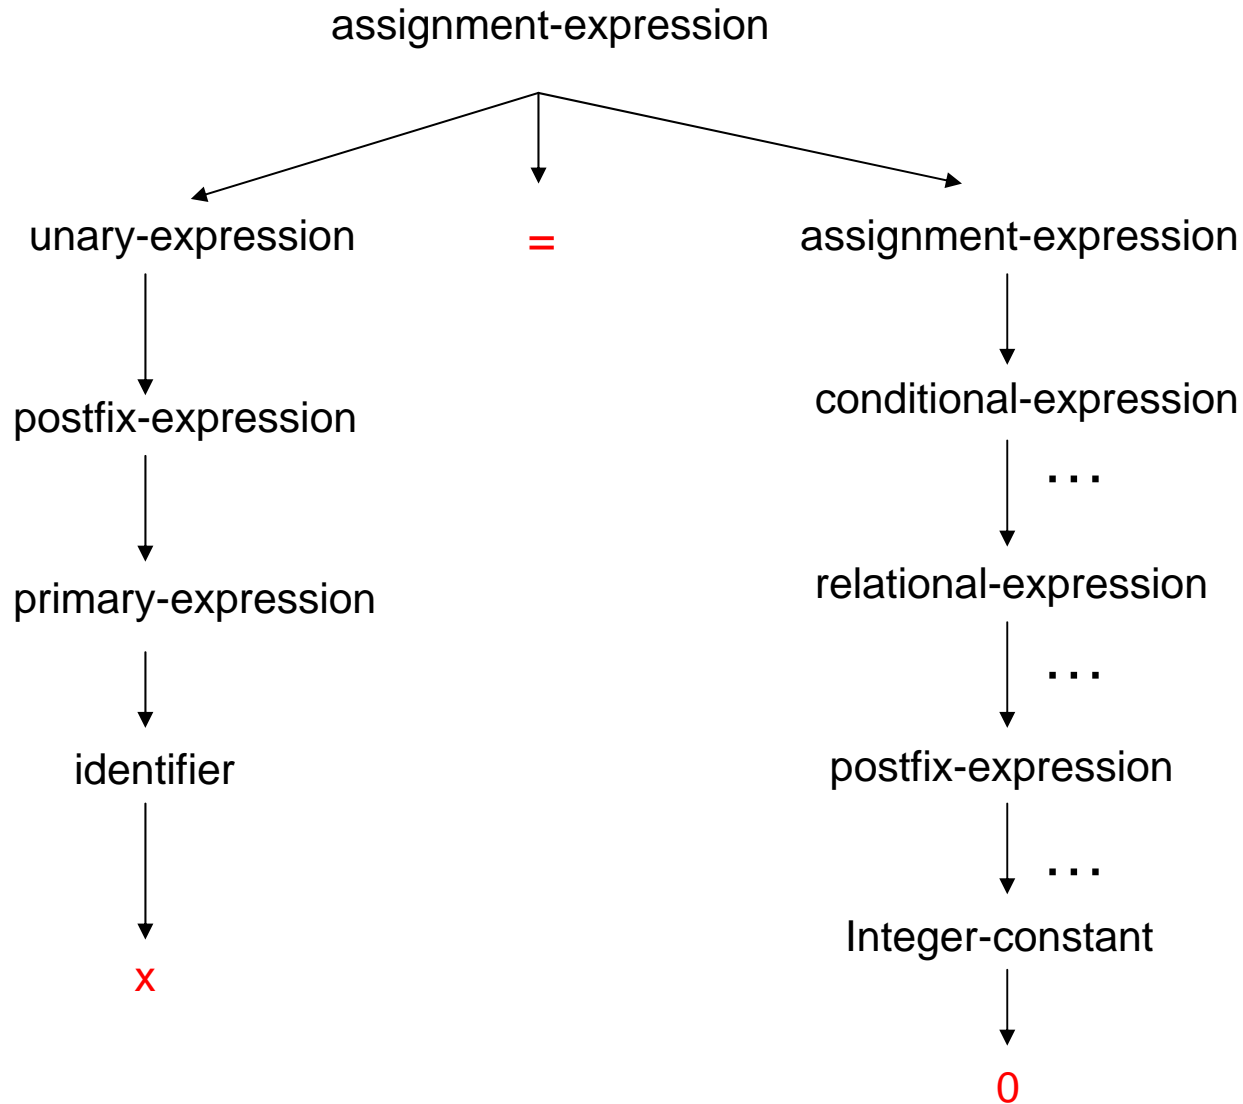 assignment-expression
unary-expression = assignment-expression
postfix-expression conditional-expression
...
primary-expression relational-expression
...
identifier postfix-expression
...
x Integer-constant
0